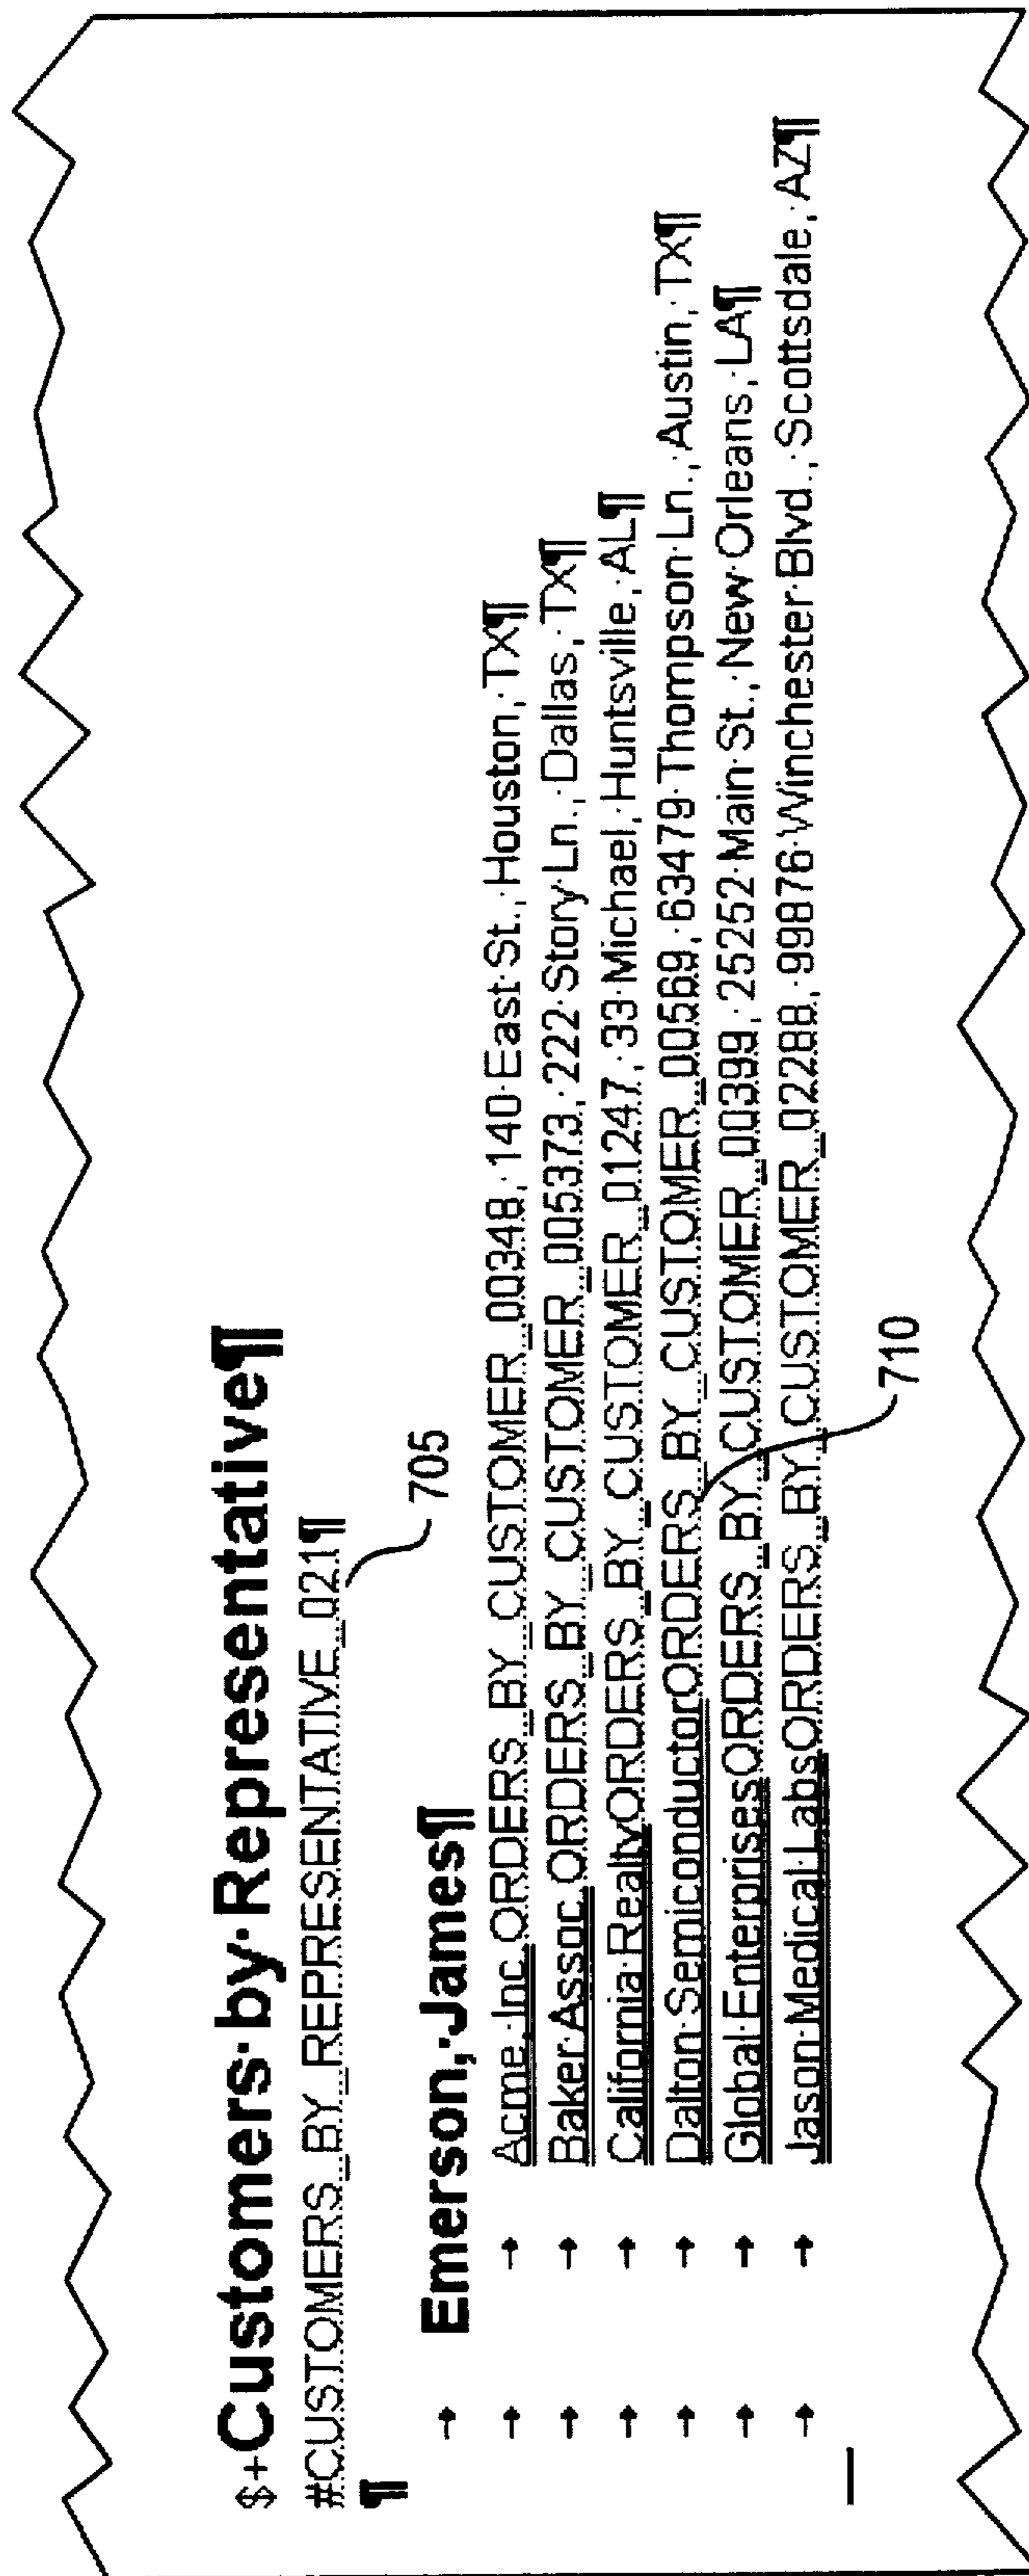 $+Customers·by·Representative¶
#CUSTOMERS_BY_REPRESENTATIVE_021¶
705
¶
→ Emerson,·James¶
→ → Acme,·Inc.ORDERS_BY_CUSTOMER_00348,·140·East·St.,·Houston,·TX¶
→ → Baker·Assoc.ORDERS_BY_CUSTOMER_005373,·222·Story·Ln.,·Dallas,·TX¶
→ → California·RealtyORDERS_BY_CUSTOMER_01247,·33·Michael,·Huntsville,·AL¶
→ → Dalton·SemiconductorORDERS_BY_CUSTOMER_00569,·63479·Thompson·Ln.,·Austin,·TX¶
→ → Global·EnterprisesORDERS_BY_CUSTOMER_00399,·25252·Main·St.,·New·Orleans,·LA¶
→ → Jason·Medical·LabsORDERS_BY_CUSTOMER_02288,·99876·Winchester·Blvd.,·Scottsdale,·AZ¶
710